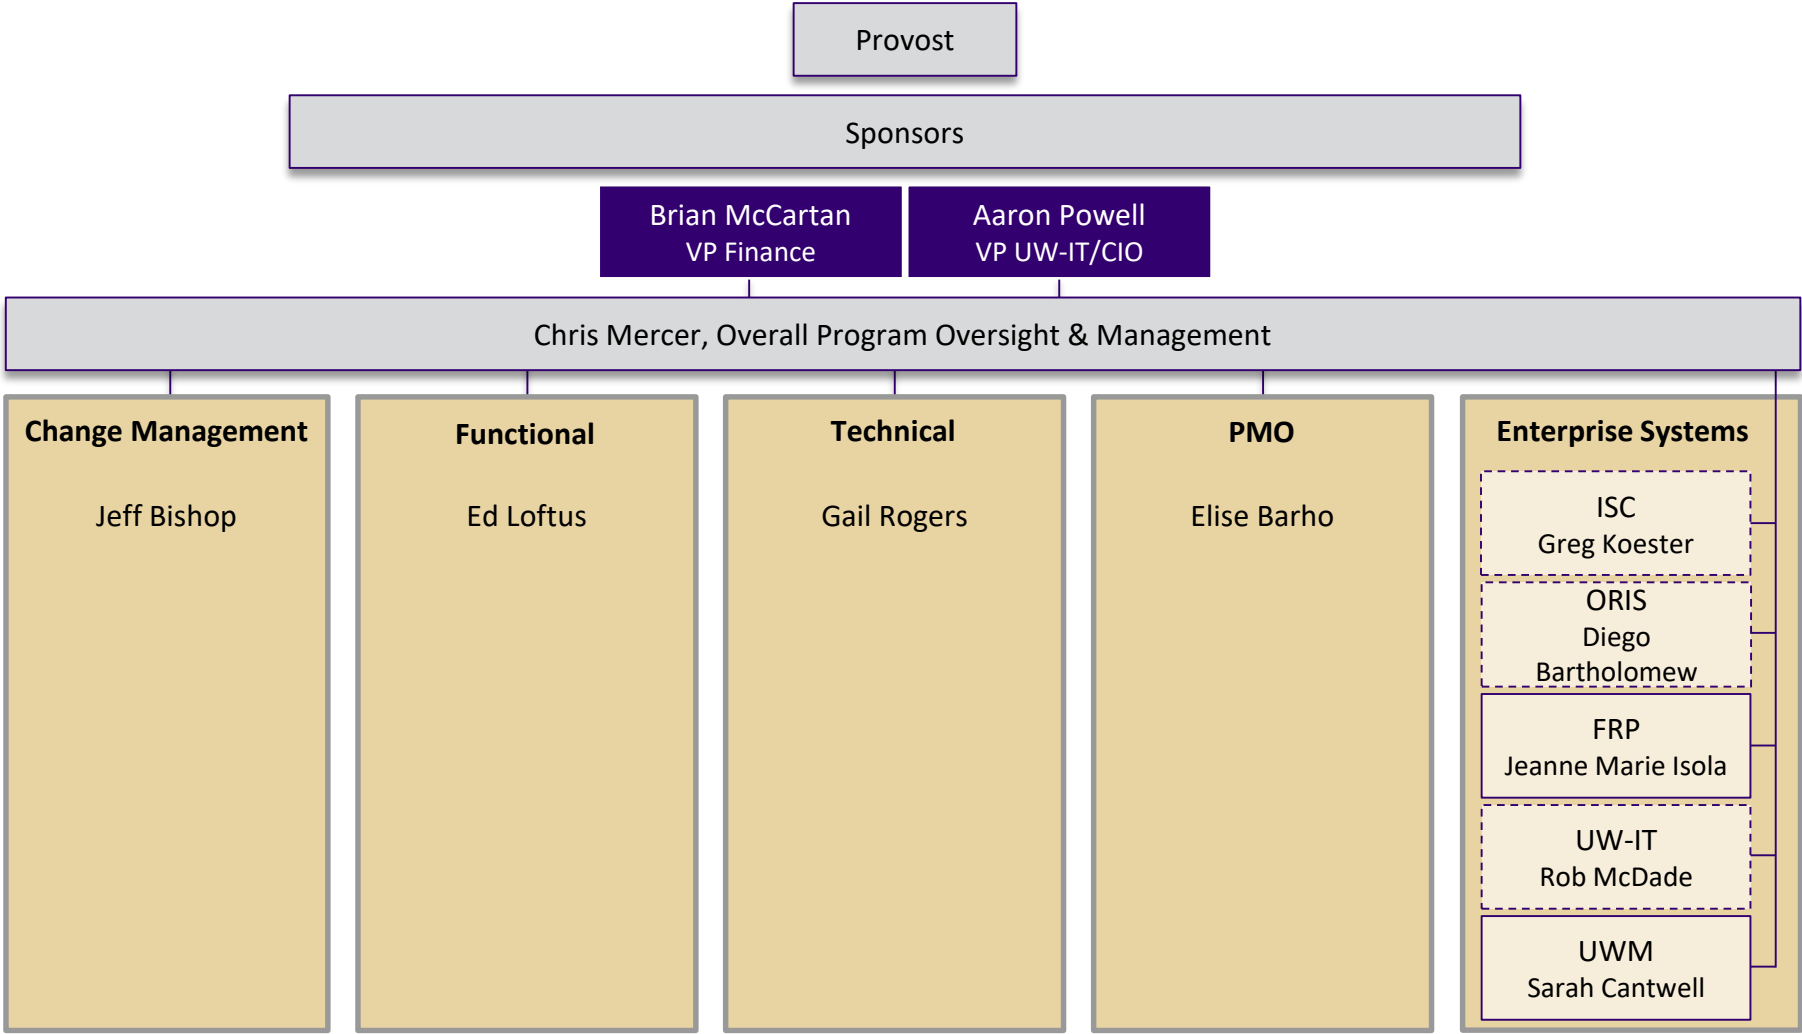 Provost
Sponsors
Brian McCartan
VP Finance
Aaron Powell
VP UW-IT/CIO
Chris Mercer, Overall Program Oversight & Management
Change Management
Jeff Bishop
Functional
Ed Loftus
Technical
Gail Rogers
PMO
Elise Barho
Enterprise Systems
ISC
Greg Koester
ORIS
Diego
Bartholomew
FRP
Jeanne Marie Isola
UW-IT
Rob McDade
UWM
Sarah Cantwell